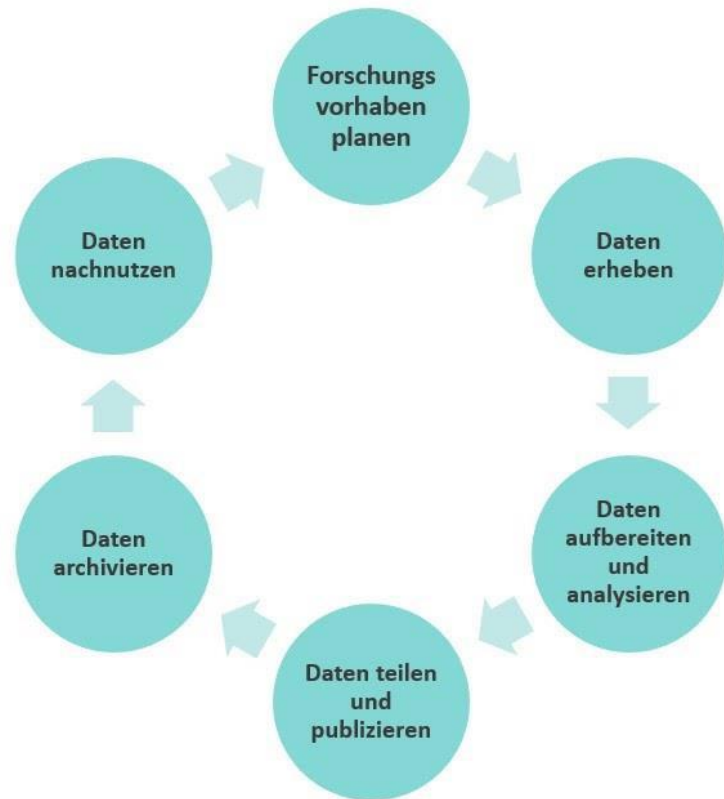 Forschungs
vorhaben
planen
Daten
erheben
Daten
aufbereiten
und
analysieren
Daten teilen
und
publizieren
Daten
archivieren
Daten
nachnutzen